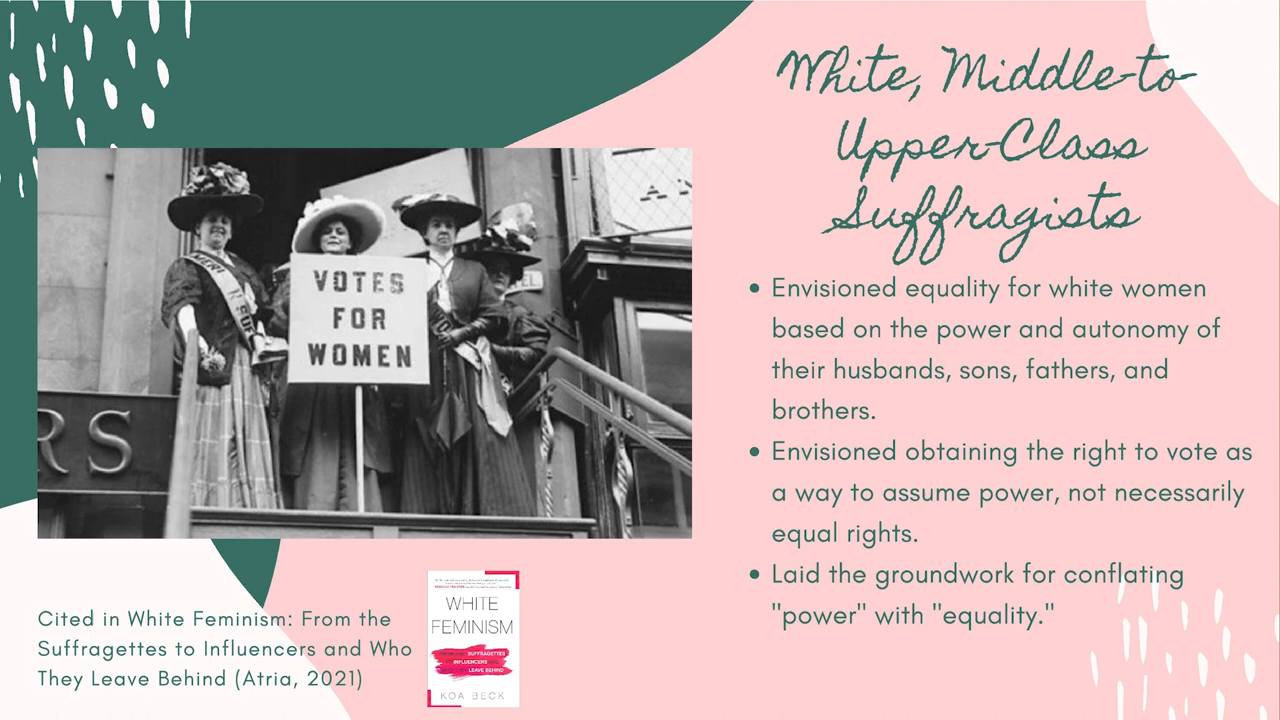 White, Middle-to-
Upper-Class
Suffragists
VOTES
FOR
WOMEN
RS
Envisioned equality for white women
based on the power and autonomy of
their husbands, sons, fathers, and
brothers.
Envisioned obtaining the right to vote as
a way to assume power, not necessarily
equal rights.
Laid the groundwork for conflating
"power" with "equality."
Cited in White Feminism: From the
Suffragettes to Influencers and Who
They Leave Behind (Atria, 2021)
WHITE
FEMINISM
SUFFRAGETTES
INFLUENCERS
LEAVE BEHIND
KOA BECK